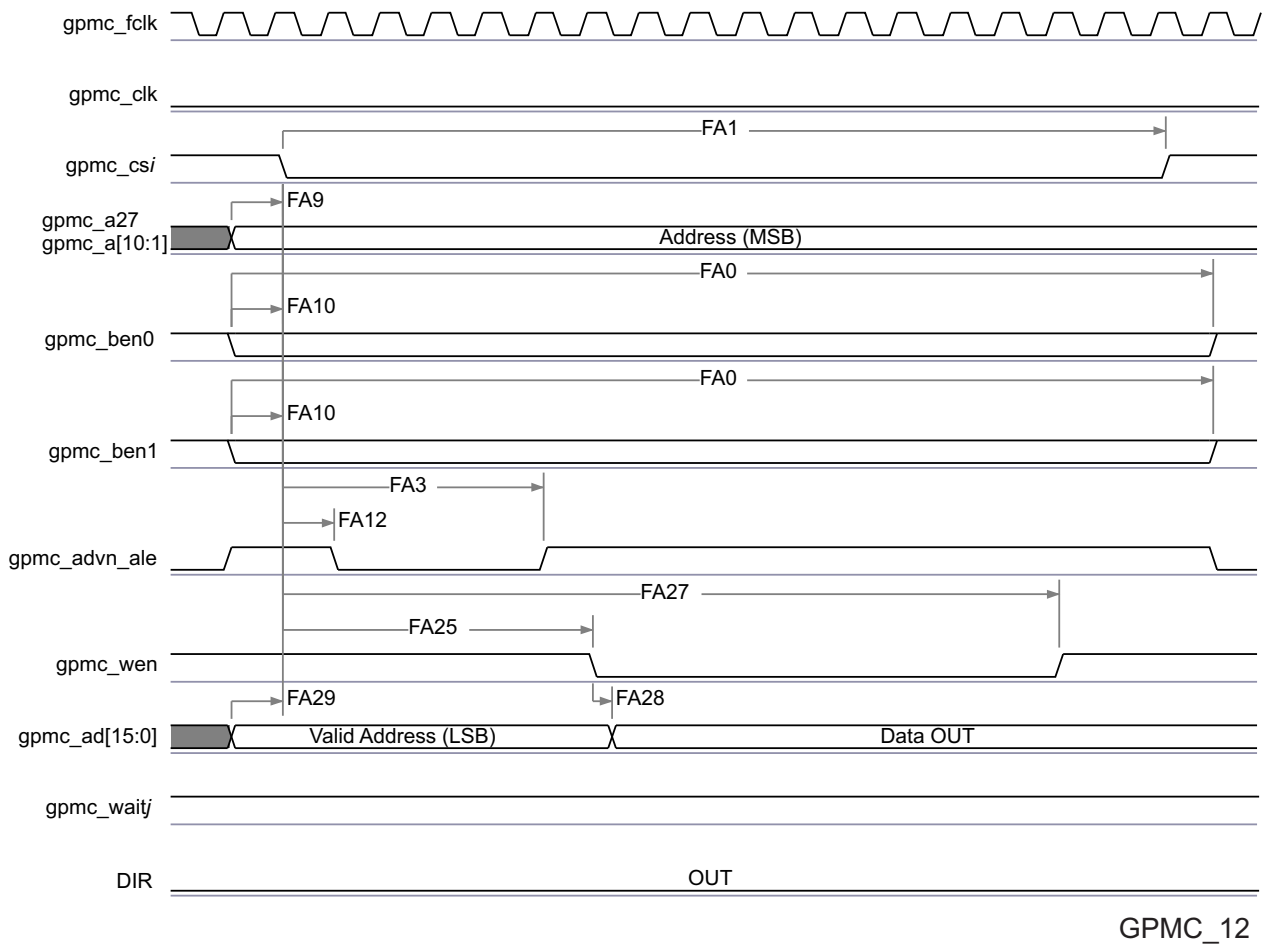 gpmc_fclk
gpmc_clk
FA1
gpmc_csi
FA9
gpmc_a27
gpmc_a[10:1]
Address (MSB)
FA0
FA10
gpmc_ben0
FA0
FA10
gpmc_ben1
FA3
FA12
gpmc_advn_ale
FA27
FA25
gpmc_wen
FA29
FA28
gpmc_ad[15:0]
Valid Address (LSB)
Data OUT
gpmc_waitj
DIR
OUT
GPMC_12